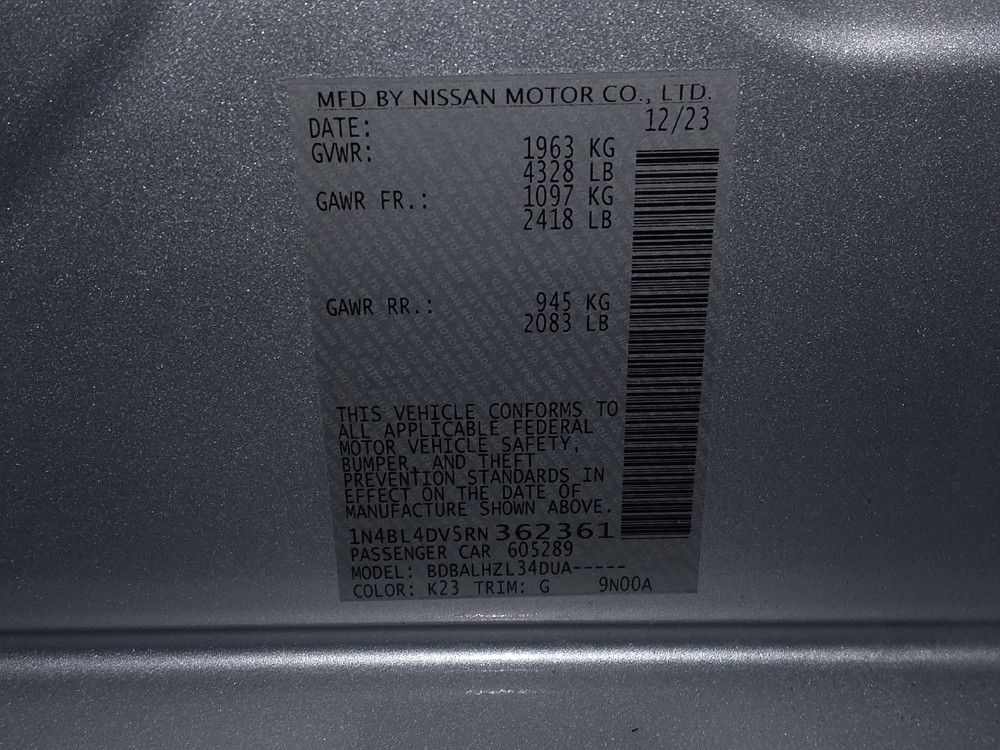 MFD BY NISSAN MOTOR CO., LTD.
DATE: 12/23
GVWR: 1963 KG
4328 LB
GAWR FR.: 1097 KG
2418 LB
GAWR RR.: 945 KG
2083 LB
THIS VEHICLE CONFORMS TO
ALL APPLICABLE FEDERAL
MOTOR VEHICLE SAFETY,
BUMPER, AND THEFT
PREVENTION STANDARDS IN
EFFECT ON THE DATE OF
MANUFACTURE SHOWN ABOVE.
1N4BL4DV5RN362361
PASSENGER CAR 605289
MODEL: BDBALHZL34DUA-----
COLOR: K23 TRIM: G 9N00A